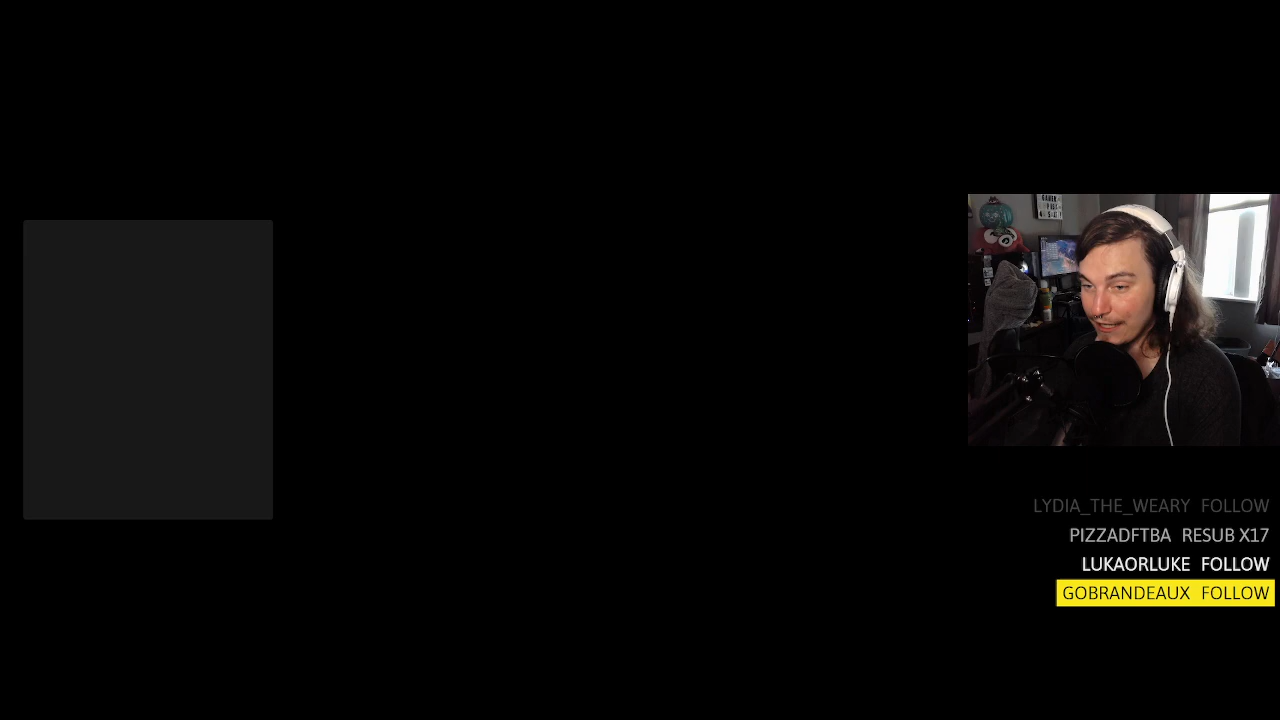 LYDIA_THE_WEARY FOLLOW
PIZZADFTBA RESUB X17
LUKAORLUKE FOLLOW
GOBRANDEAUX FOLLOW